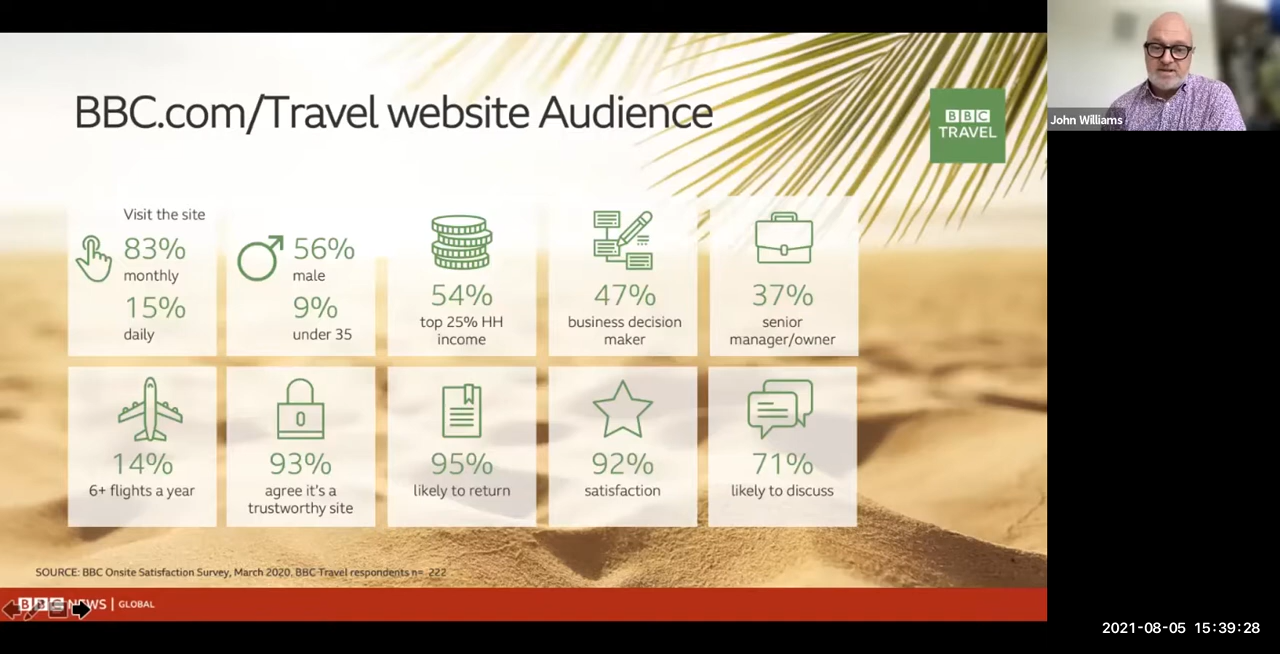 BBC.com/Travel website Audience
BBC
TRAVEL
Visit the site
83%
monthly
15%
daily
56%
male
9%
under 35
54%
top 25% HH
income
47%
business decision
maker
37%
senior
manager/owner
14%
6+ flights a year
93%
agree it's a
trustworthy site
95%
likely to return
92%
satisfaction
71%
likely to discuss
SOURCE: BBC Onsite Satisfaction Survey, March 2020. BBC Travel respondents n= 222
BBC NEWS | GLOBAL
John Williams
2021-08-05 15:39:28